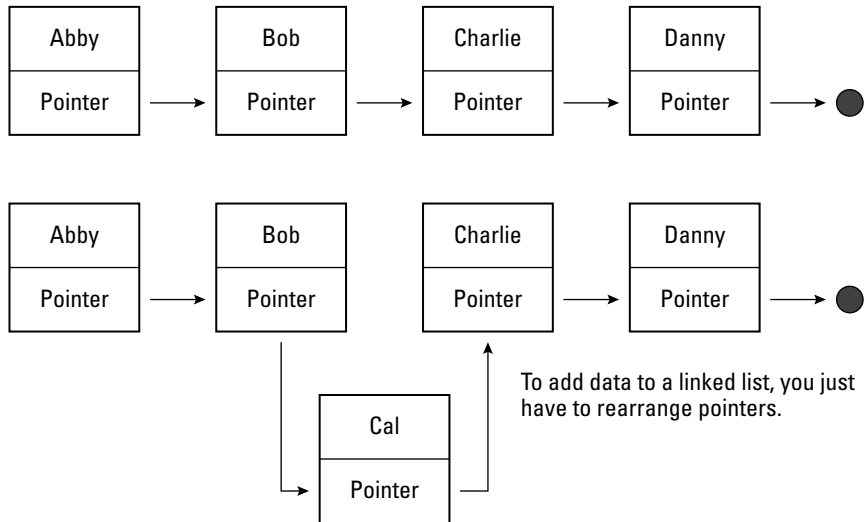 Abby Bob Charlie Danny
Pointer Pointer Pointer Pointer
Abby Bob Charlie Danny
Pointer Pointer Pointer Pointer
To add data to a linked list, you just
have to rearrange pointers.
Cal
Pointer